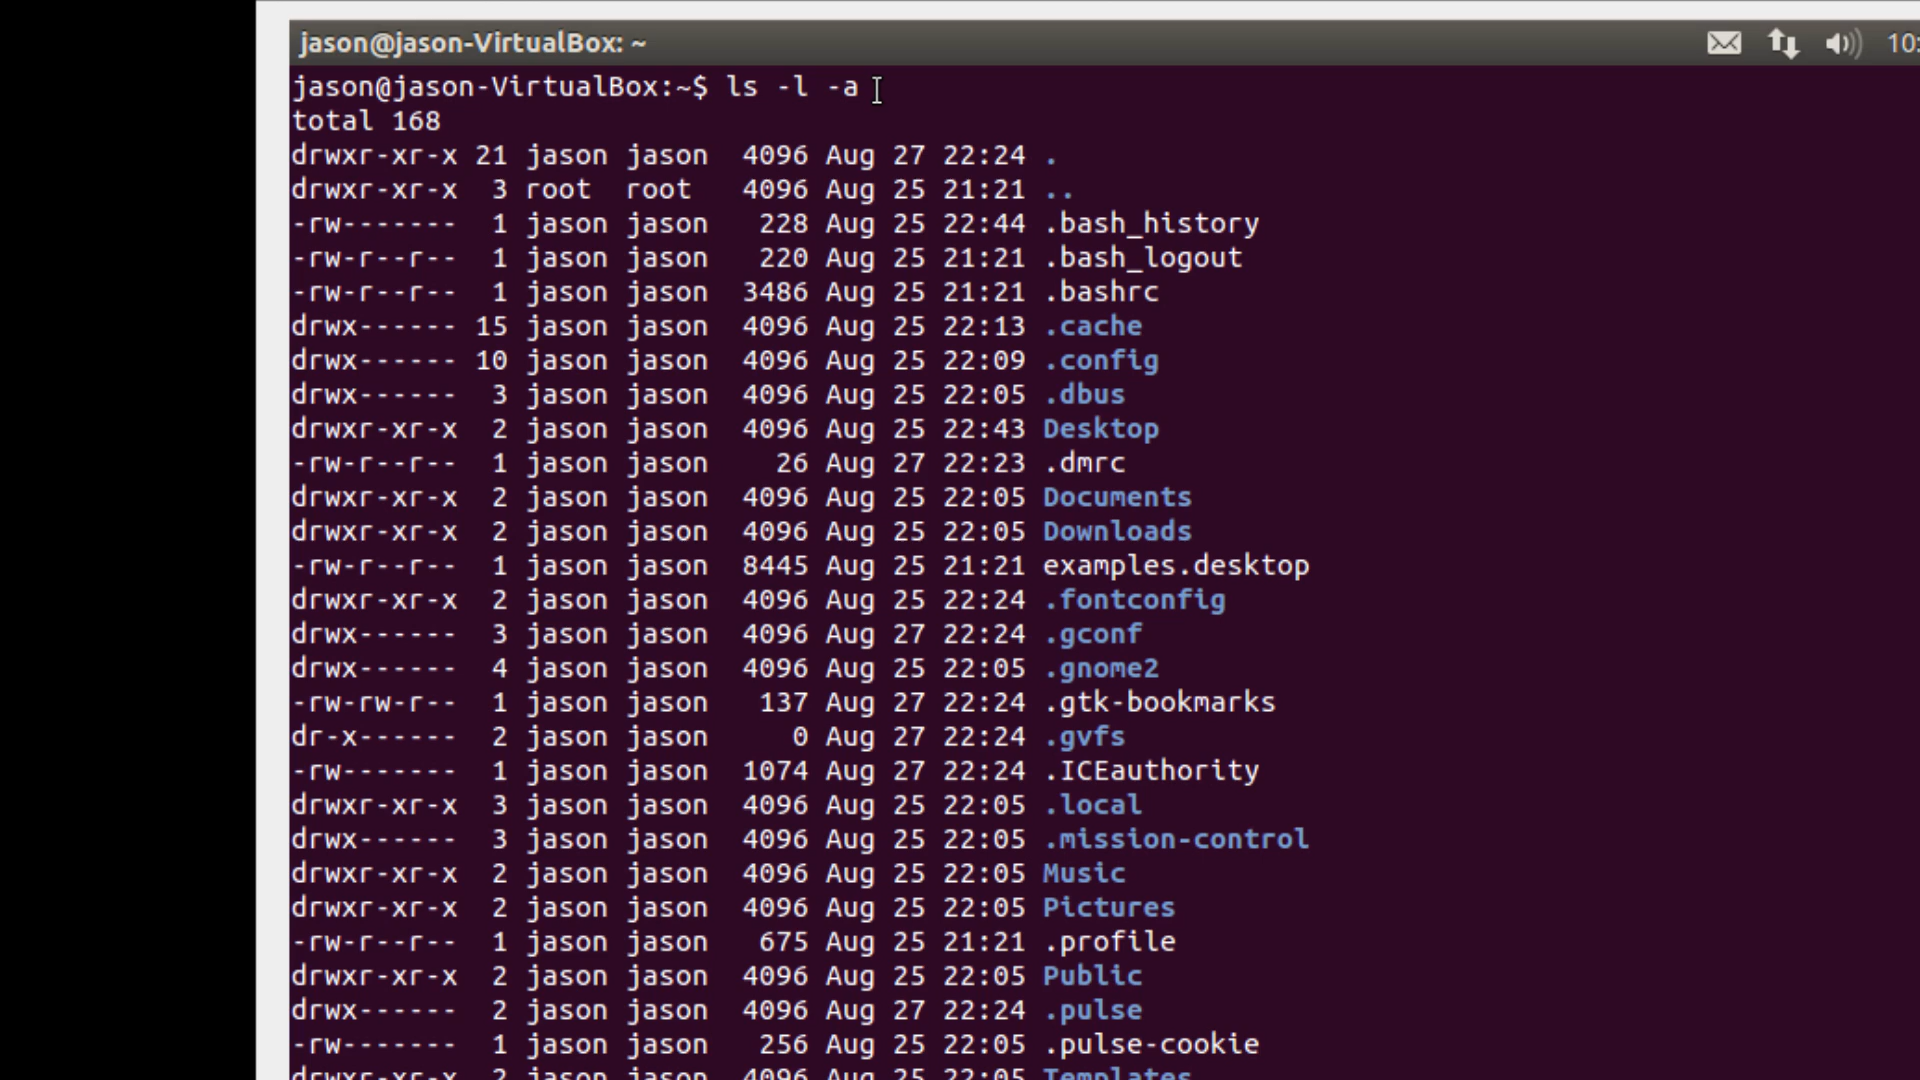 jason@jason-VirtualBox: ~
10:
jason@jason-VirtualBox:~$ ls -l -a
total 168
drwxr-xr-x 21 jason jason  4096 Aug 27 22:24 .
drwxr-xr-x  3 root  root   4096 Aug 25 21:21 ..
-rw-------  1 jason jason   228 Aug 25 22:44 .bash_history
-rw-r--r--  1 jason jason   220 Aug 25 21:21 .bash_logout
-rw-r--r--  1 jason jason  3486 Aug 25 21:21 .bashrc
drwx------ 15 jason jason  4096 Aug 25 22:13 .cache
drwx------ 10 jason jason  4096 Aug 25 22:09 .config
drwx------  3 jason jason  4096 Aug 25 22:05 .dbus
drwxr-xr-x  2 jason jason  4096 Aug 25 22:43 Desktop
-rw-r--r--  1 jason jason    26 Aug 27 22:23 .dmrc
drwxr-xr-x  2 jason jason  4096 Aug 25 22:05 Documents
drwxr-xr-x  2 jason jason  4096 Aug 25 22:05 Downloads
-rw-r--r--  1 jason jason  8445 Aug 25 21:21 examples.desktop
drwxr-xr-x  2 jason jason  4096 Aug 25 22:24 .fontconfig
drwx------  3 jason jason  4096 Aug 27 22:24 .gconf
drwx------  4 jason jason  4096 Aug 25 22:05 .gnome2
-rw-rw-r--  1 jason jason   137 Aug 27 22:24 .gtk-bookmarks
dr-x------  2 jason jason     0 Aug 27 22:24 .gvfs
-rw-------  1 jason jason  1074 Aug 27 22:24 .ICEauthority
drwxr-xr-x  3 jason jason  4096 Aug 25 22:05 .local
drwx------  3 jason jason  4096 Aug 25 22:05 .mission-control
drwxr-xr-x  2 jason jason  4096 Aug 25 22:05 Music
drwxr-xr-x  2 jason jason  4096 Aug 25 22:05 Pictures
-rw-r--r--  1 jason jason   675 Aug 25 21:21 .profile
drwxr-xr-x  2 jason jason  4096 Aug 25 22:05 Public
drwx------  2 jason jason  4096 Aug 27 22:24 .pulse
-rw-------  1 jason jason   256 Aug 25 22:05 .pulse-cookie
drwxr-xr-x  2 jason jason  4096 Aug 25 22:05 Templates